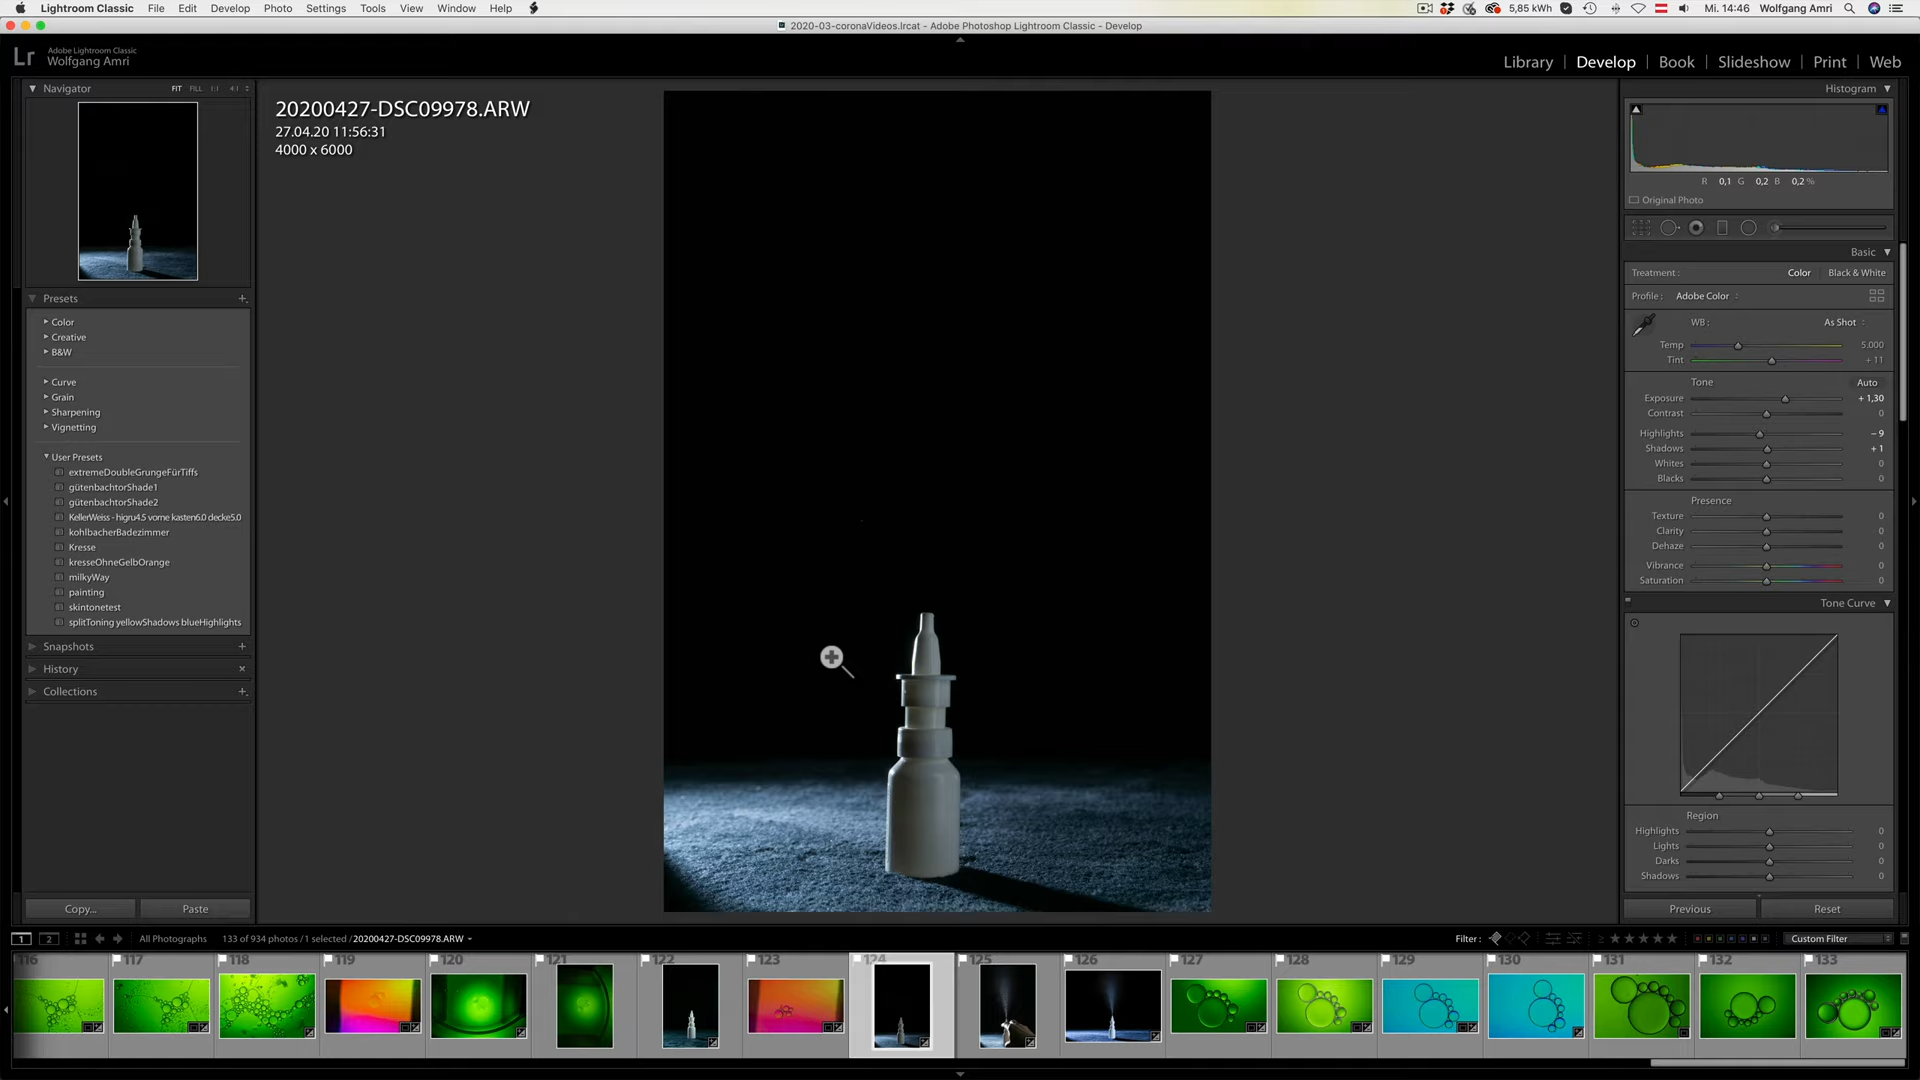 Lightroom Classic File Edit Develop Photo Settings Tools View Window Help 5,85 kWh Mi. 14:46 Wolfgang Amri
2020-03-coronaVideos.lrcat - Adobe Photoshop Lightroom Classic - Develop
Lr Adobe Lightroom Classic
Wolfgang Amri
Library | Develop | Book | Slideshow | Print | Web
Navigator FIT FILL 1:1 4:1
Histogram
20200427-DSC09978.ARW
27.04.20 11:56:31
4000 x 6000
R 0,1 G 0,2 B 0,2 %
Original Photo
Basic
Treatment : Color Black & White
Profile : Adobe Color
WB : As Shot
Temp 5.000
Tint + 11
Tone Auto
Exposure + 1,30
Contrast 0
Highlights − 9
Shadows + 1
Whites 0
Blacks 0
Presence
Texture 0
Clarity 0
Dehaze 0
Vibrance 0
Saturation 0
Tone Curve
Region
Highlights 0
Lights 0
Darks 0
Shadows 0
Previous Reset
Presets
Color
Creative
B&W
Curve
Grain
Sharpening
Vignetting
User Presets
extremeDoubleGrungeFürTiffs
gütenbachtorShade1
gütenbachtorShade2
KellerWeiss - higru4.5 vorne kasten6.0 decke5.0
kohlbacherBadezimmer
Kresse
kresseOhneGelbOrange
milkyWay
painting
skintonetest
splitToning yellowShadows blueHighlights
Snapshots
History
Collections
Copy... Paste
1 2 All Photographs 133 of 934 photos / 1 selected / 20200427-DSC09978.ARW Filter : Custom Filter
116 117 118 119 120 121 122 123 124 125 126 127 128 129 130 131 132 133